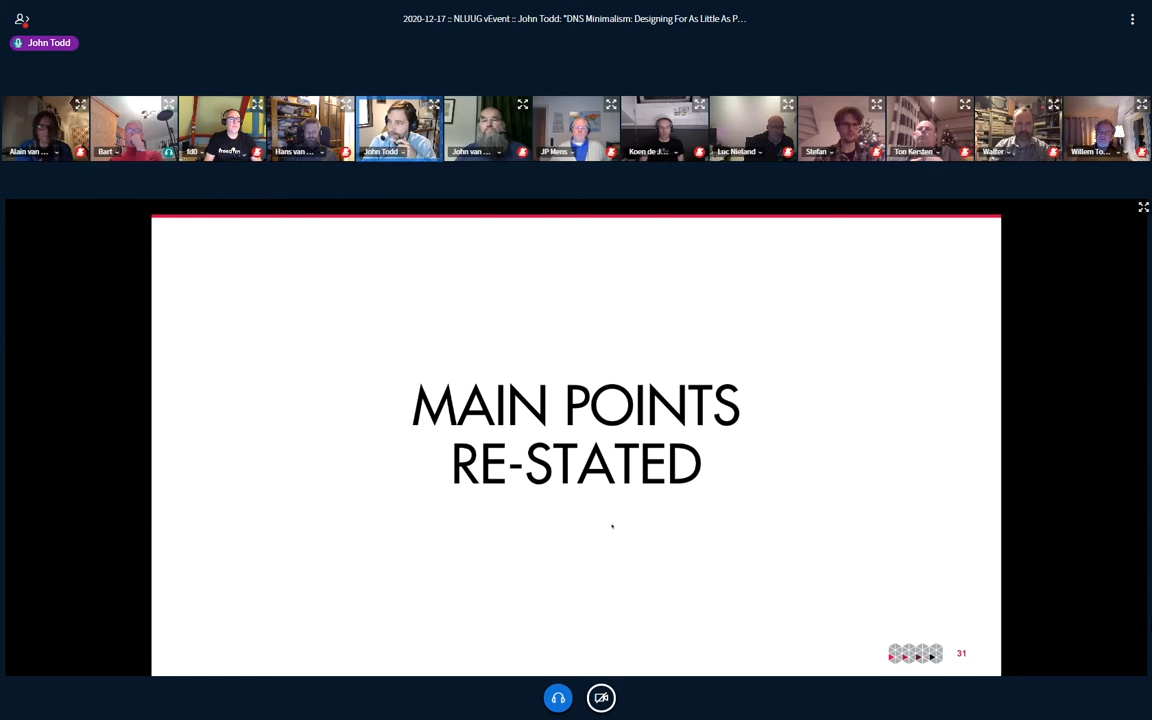 2020-12-17 :: NLUUG vEvent :: John Todd: "DNS Minimalism: Designing For As Little As P...
John Todd
Alain van ...
Bart
fd0
Hans van ...
John Todd
John van ...
JP Mens
Koen de J...
Luc Nieland
Stefan
Ton Kersten
Walter
Willem To...
MAIN POINTS
RE-STATED
31